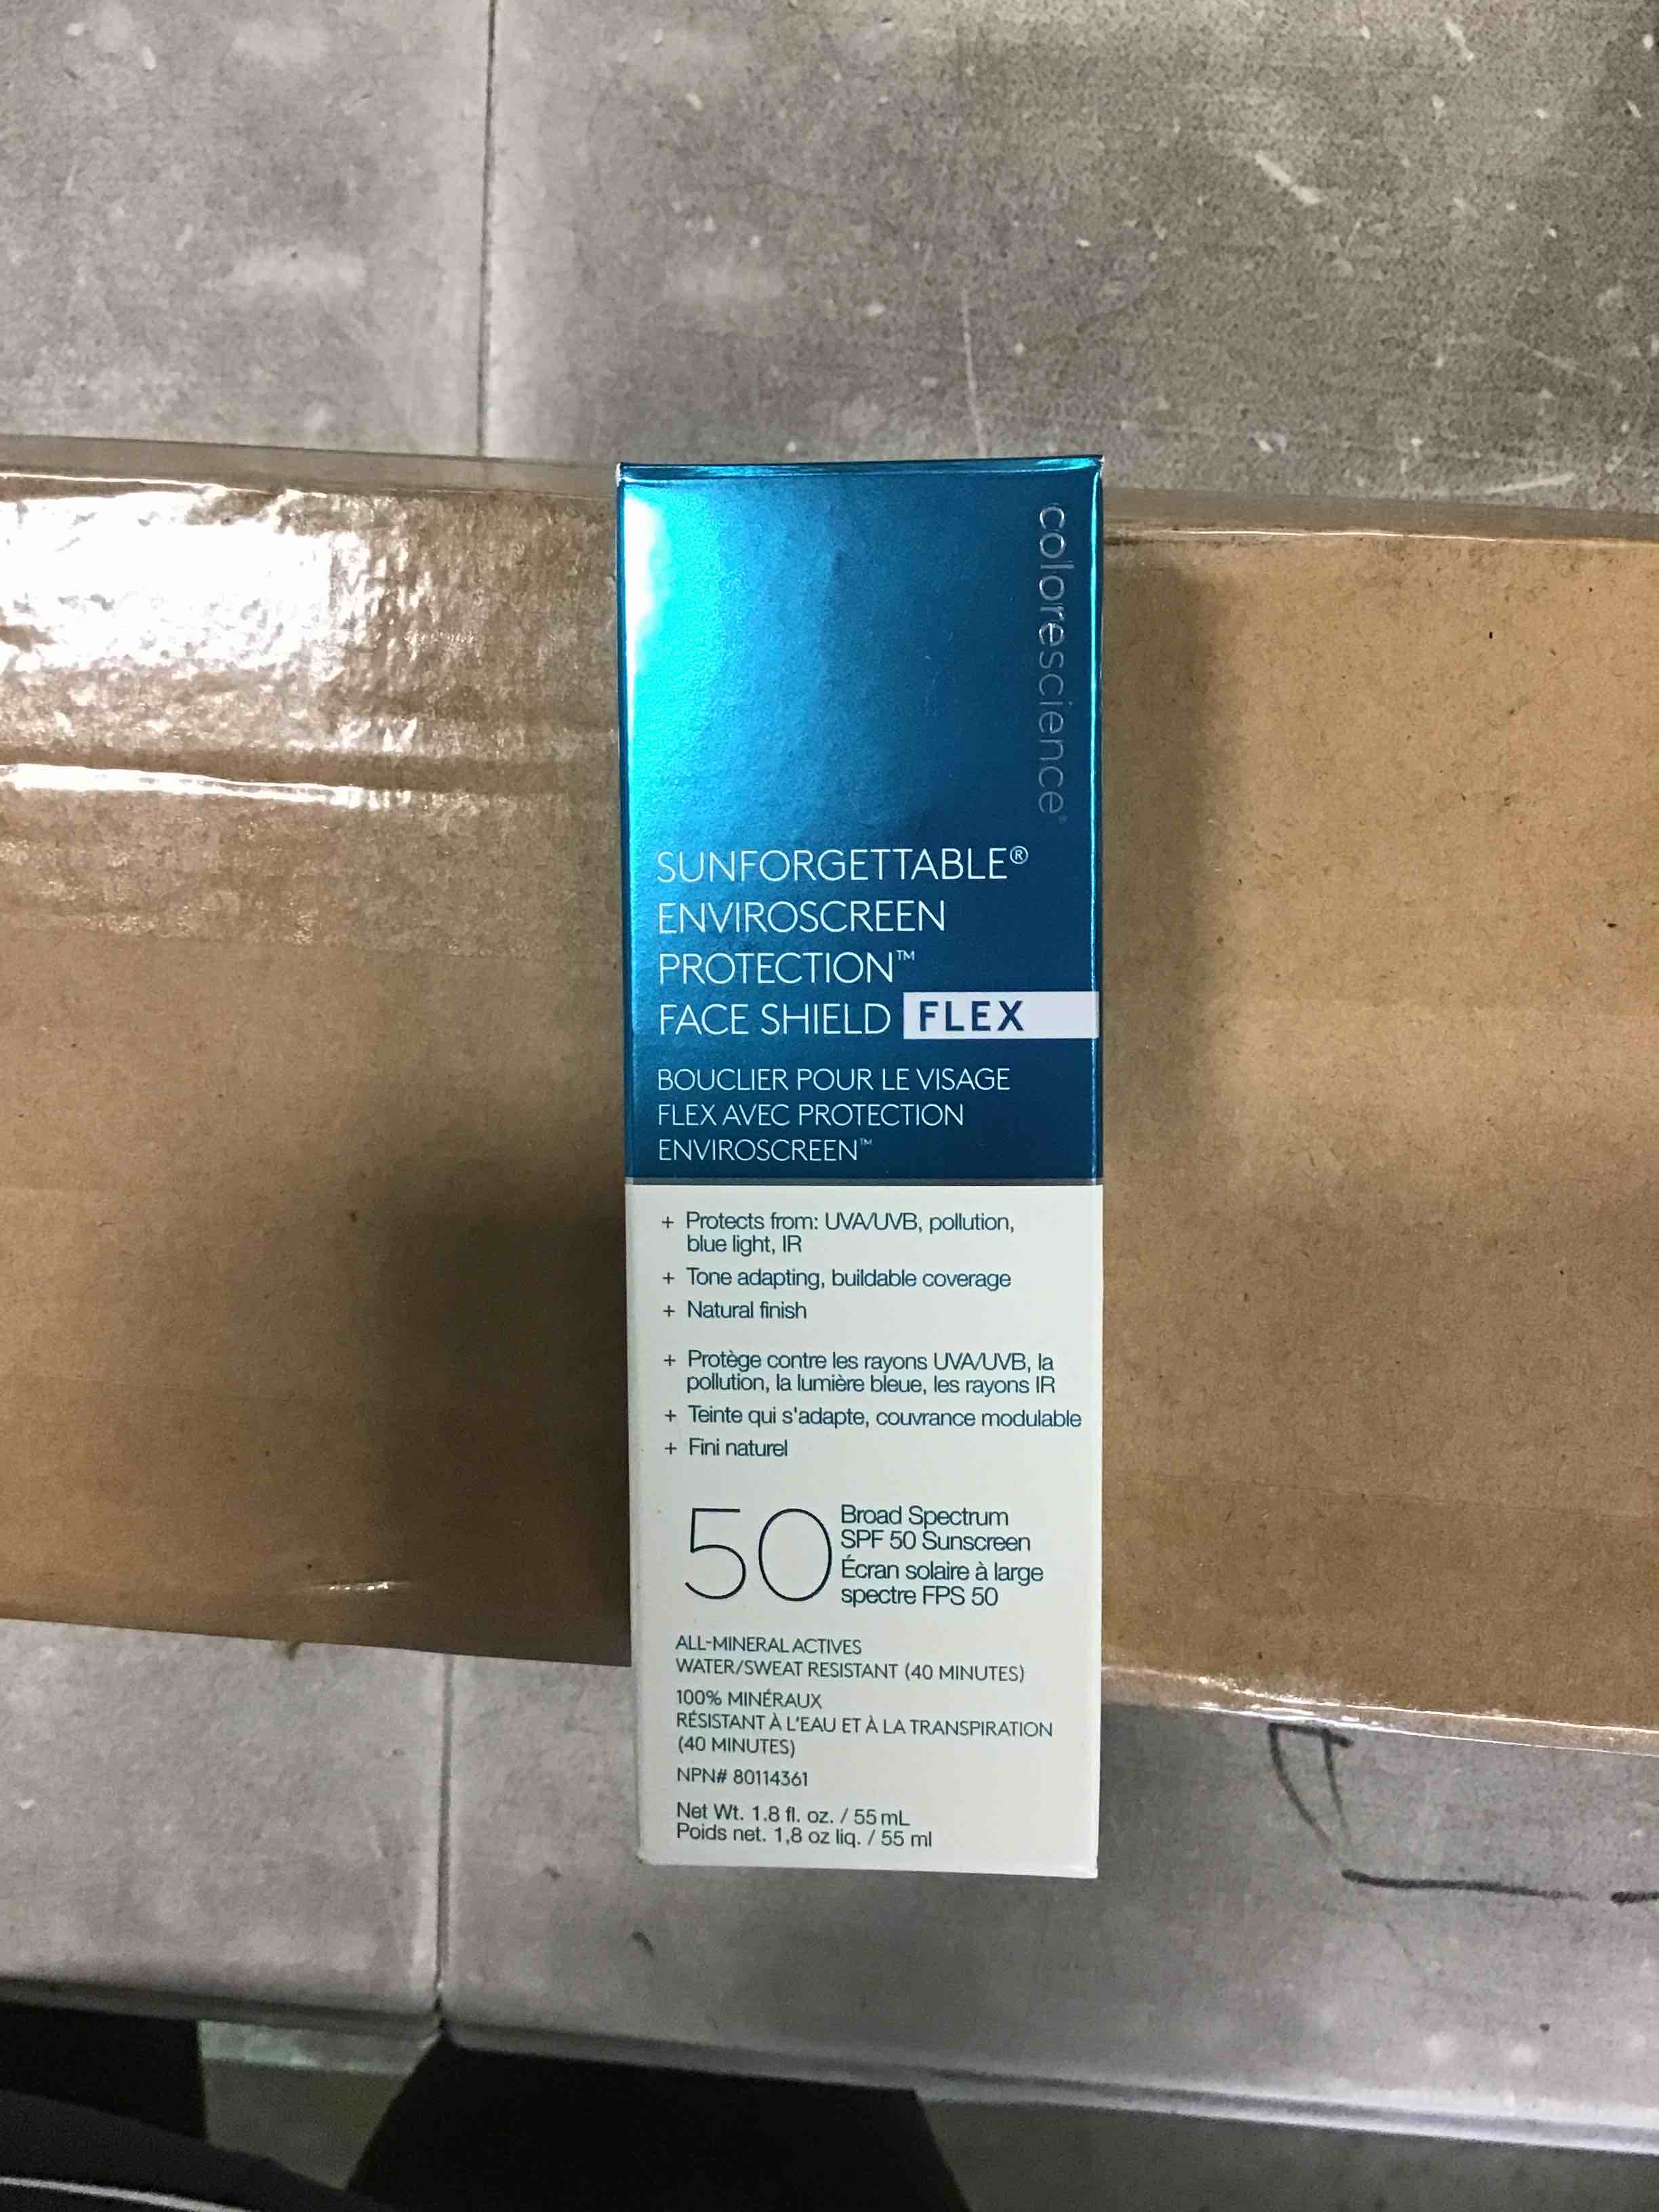 colorescience®
SUNFORGETTABLE®
ENVIROSCREEN
PROTECTION™
FACE SHIELD FLEX
BOUCLIER POUR LE VISAGE
FLEX AVEC PROTECTION
ENVIROSCREEN™
+ Protects from: UVA/UVB, pollution,
blue light, IR
+ Tone adapting, buildable coverage
+ Natural finish
+ Protège contre les rayons UVA/UVB, la
pollution, la lumière bleue, les rayons IR
+ Teinte qui s'adapte, couvrance modulable
+ Fini naturel
50
Broad Spectrum
SPF 50 Sunscreen
Écran solaire à large
spectre FPS 50
ALL-MINERAL ACTIVES
WATER/SWEAT RESISTANT (40 MINUTES)
100% MINÉRAUX
RÉSISTANT À L'EAU ET À LA TRANSPIRATION
(40 MINUTES)
NPN# 80114361
Net Wt. 1.8 fl. oz. / 55 mL
Poids net. 1,8 oz liq. / 55 ml